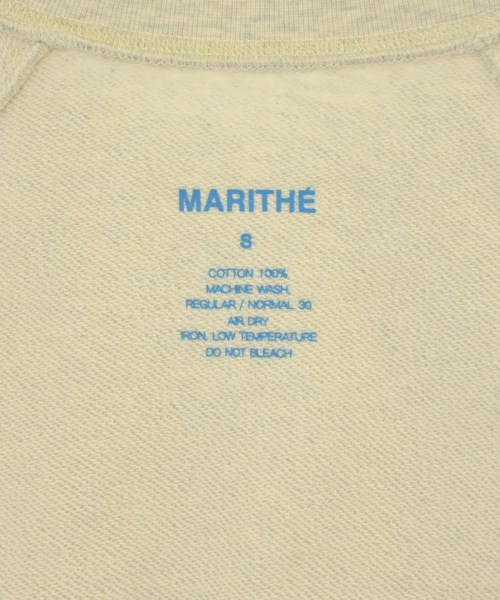 MARITHÉ
S
COTTON 100%
MACHINE WASH,
REGULAR / NORMAL 30
AIR DRY
IRON, LOW TEMPERATURE
DO NOT BLEACH